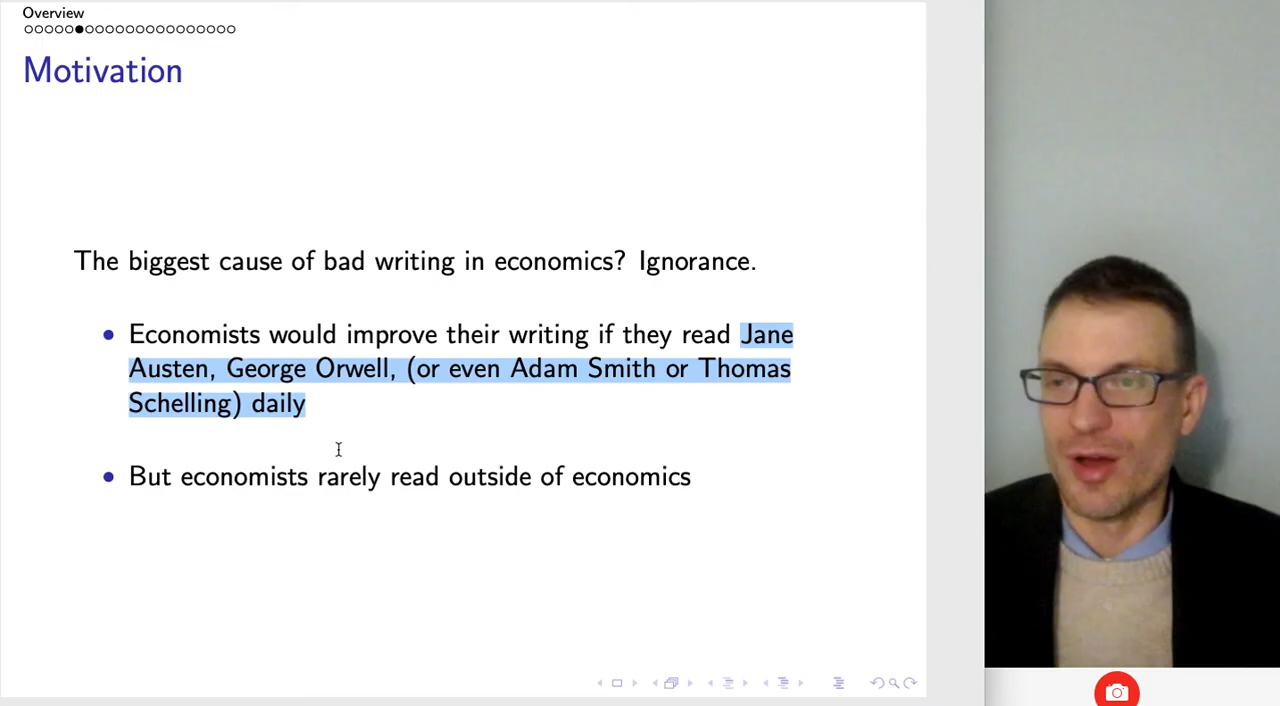 Overview
Motivation
The biggest cause of bad writing in economics? Ignorance.
Economists would improve their writing if they read Jane
Austen, George Orwell, (or even Adam Smith or Thomas
Schelling) daily
But economists rarely read outside of economics